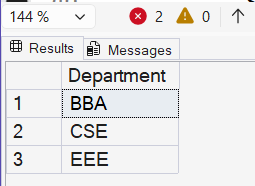 144 % 2 0
Results Messages
Department
1 BBA
2 CSE
3 EEE